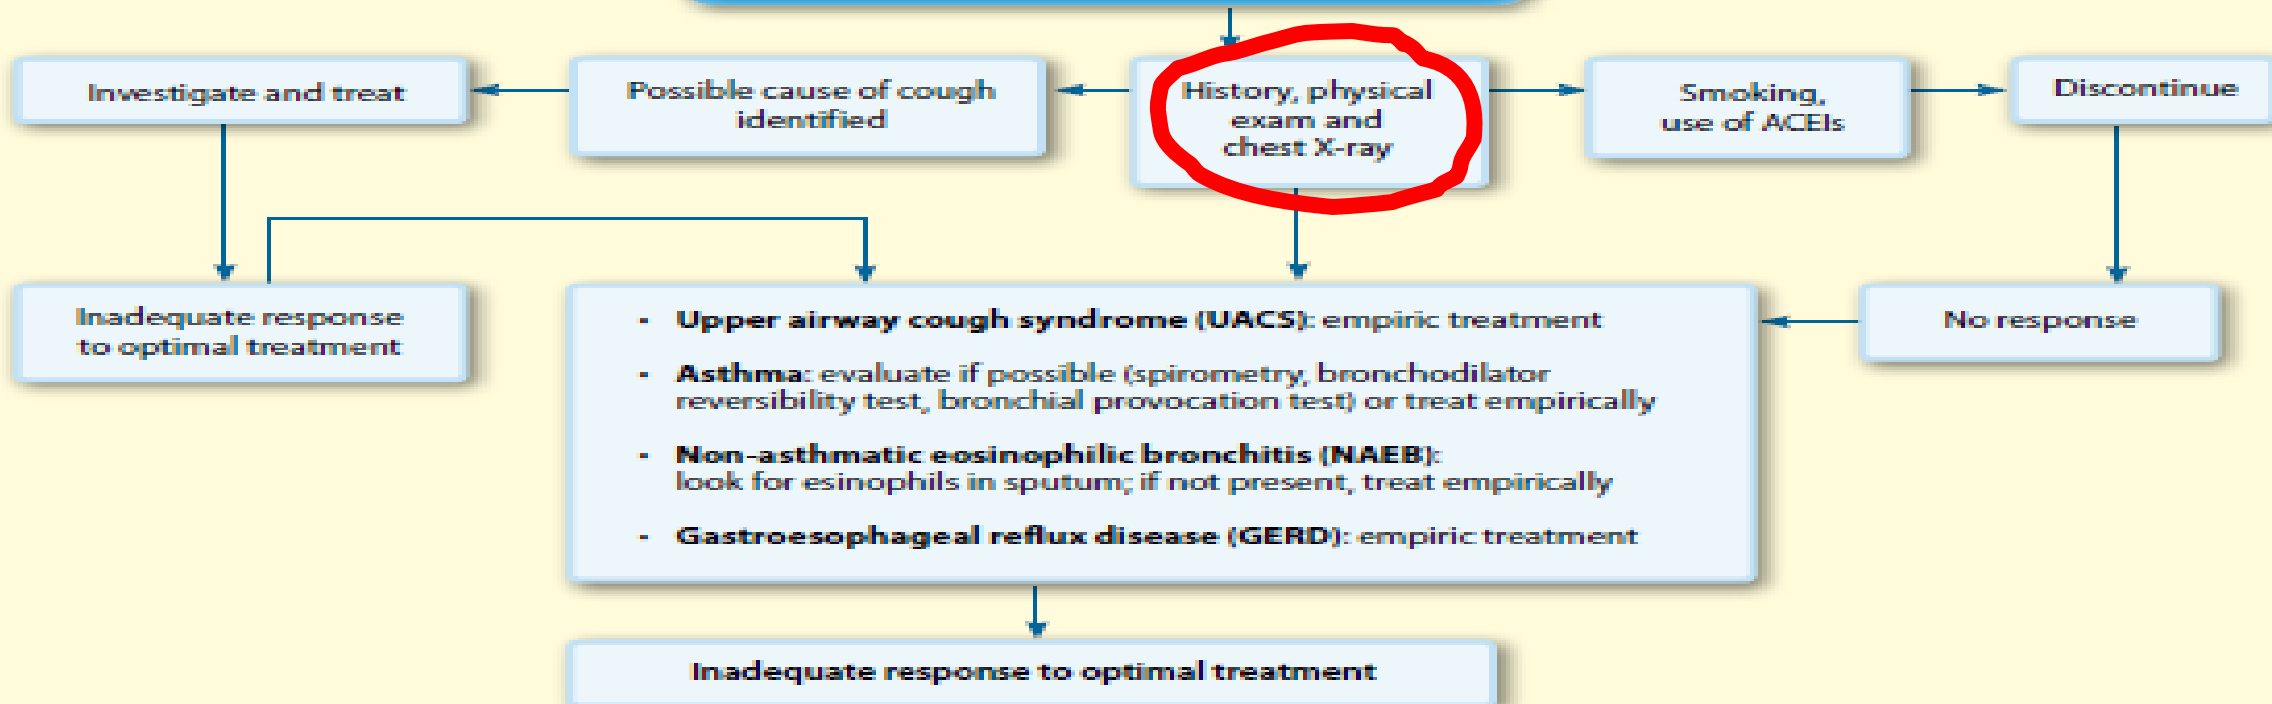 Investigate and treat
Possible cause of cough
identified
History, physical
exam and
chest X-ray
Smoking,
use of ACEIs
Discontinue
Inadequate response
to optimal treatment
- Upper airway cough syndrome (UACS): empiric treatment
- Asthma: evaluate if possible (spirometry, bronchodilator
reversibility test, bronchial provocation test) or treat empirically
- Non-asthmatic eosinophilic bronchitis (NAEB):
look for esinophils in sputum; if not present, treat empirically
- Gastroesophageal reflux disease (GERD): empiric treatment
No response
Inadequate response to optimal treatment